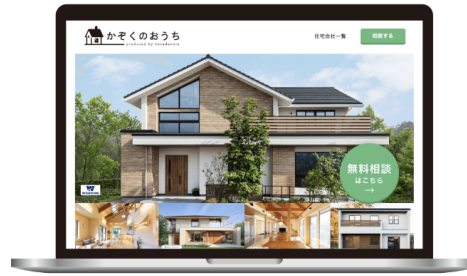 かぞくのおうち
produced by
住宅会社一覧
相談する
無料相談
はこちら
→